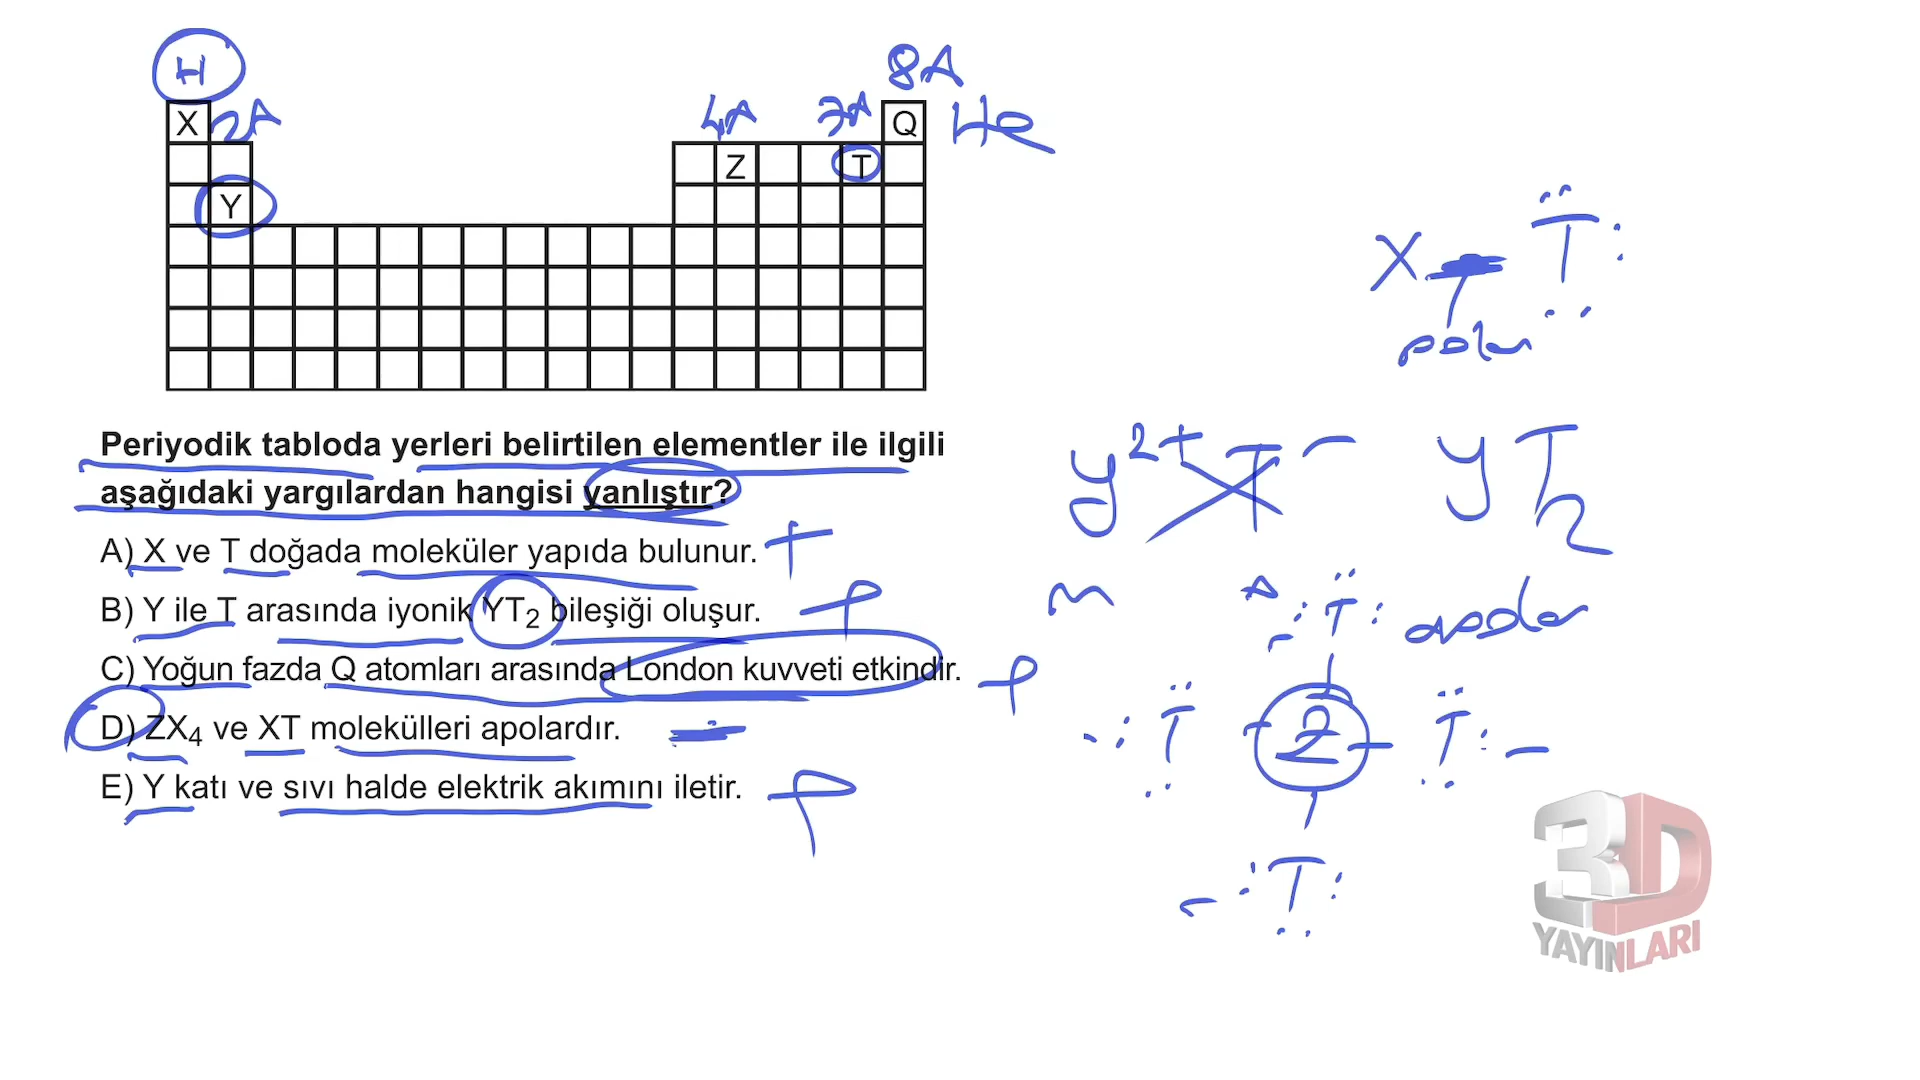 H
8A
X
2A
4A
7A
Q
He
Z
T
Y
X T
polar
Periyodik tabloda yerleri belirtilen elementler ile ilgili
aşağıdaki yargılardan hangisi yanlıştır?
A) X ve T doğada moleküler yapıda bulunur. +
B) Y ile T arasında iyonik YT2 bileşiği oluşur. +
C) Yoğun fazda Q atomları arasında London kuvveti etkindir. +
D) ZX4 ve XT molekülleri apolardır. -
E) Y katı ve sıvı halde elektrik akımını iletir. +
y2+ T- yT2
m A
T apolar
T Z T
T
3D
YAYINLARI